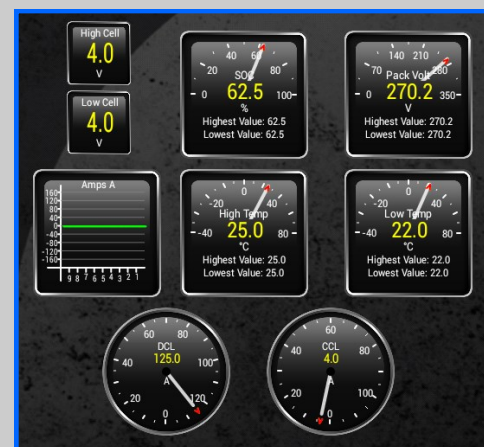 High Cell
4.0
V
Low Cell
4.0
V
0 20 40 60 80 100
SOC
62.5
%
Highest Value: 62.5
Lowest Value: 62.5
0 70 140 210 280 350
Pack Volt
270.2
V
Highest Value: 270.2
Lowest Value: 270.2
Amps A
160
120
80
40
0
-40
-80
-120
-160
9 8 7 6 5 4 3 2 1
-40 -20 0 40 80
High Temp
25.0
°C
Highest Value: 25.0
Lowest Value: 25.0
-40 -20 0 40 80
Low Temp
22.0
°C
Highest Value: 22.0
Lowest Value: 22.0
0 20 40 60 80 100 120
DCL
125.0
A
0 20 40 60 80 100
CCL
4.0
A